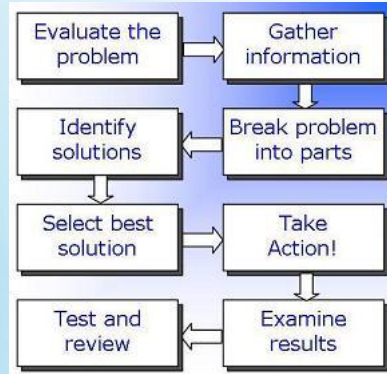 Evaluate the
problem
Gather
information
Break problem
into parts
Identify
solutions
Select best
solution
Take
Action!
Examine
results
Test and
review